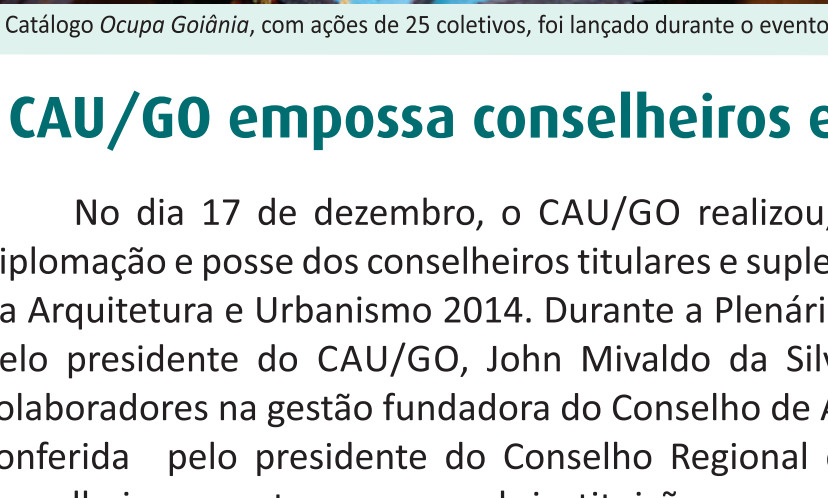 Catálogo Ocupa Goiânia, com ações de 25 coletivos, foi lançado durante o evento
CAU/GO empossa conselheiros e
No dia 17 de dezembro, o CAU/GO realizou,
iplomação e posse dos conselheiros titulares e suple
a Arquitetura e Urbanismo 2014. Durante a Plenári
elo presidente do CAU/GO, John Mivaldo da Silv
olaboradores na gestão fundadora do Conselho de A
onferida pelo presidente do Conselho Regional